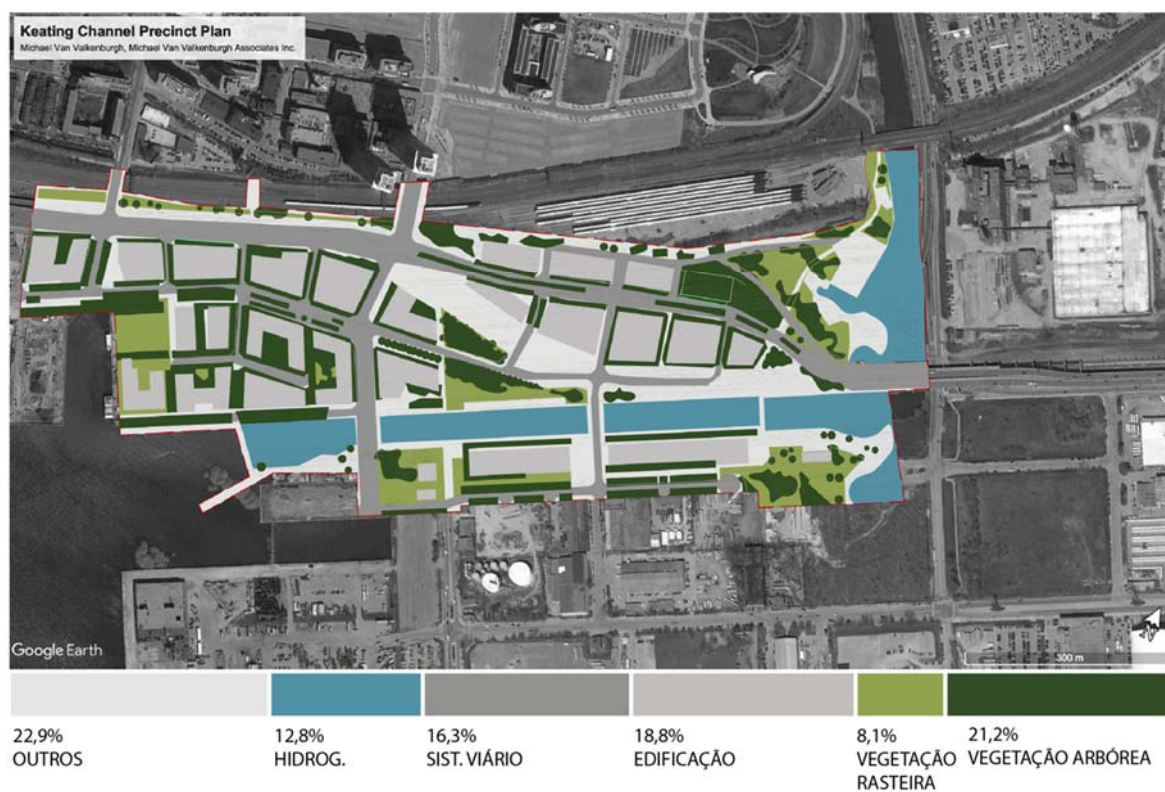 Keating Channel Precinct Plan
Michael Van Valkenburgh, Michael Van Valkenburgh Associates Inc.
Google Earth
300 m
22,9%
OUTROS
12,8%
HIDROG.
16,3%
SIST. VIÁRIO
18,8%
EDIFICAÇÃO
8,1%
VEGETAÇÃO
RASTEIRA
21,2%
VEGETAÇÃO ARBÓREA